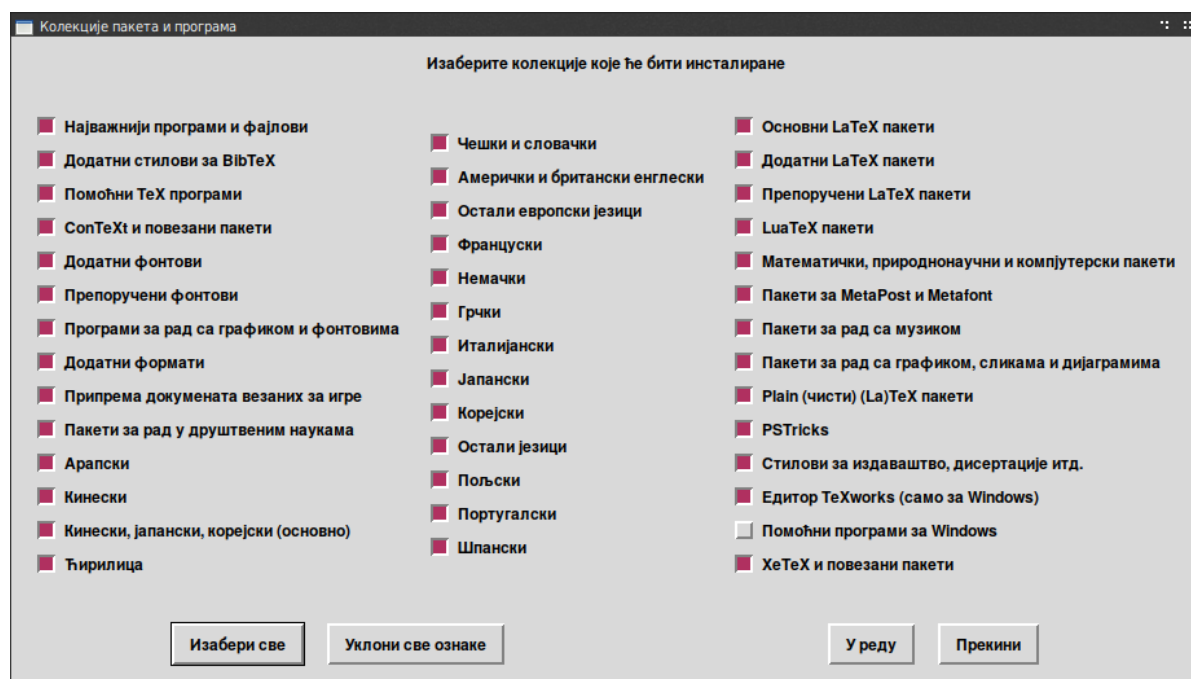 Колекције пакета и програма
Изаберите колекције које ће бити инсталиране
Најважнији програми и фајлови
Додатни стилови за BibTeX
Помоћни TeX програми
ConTeXt и повезани пакети
Додатни фонтови
Препоручени фонтови
Програми за рад са графиком и фонтовима
Додатни формати
Припрема докумената везаних за игре
Пакети за рад у друштвеним наукама
Арапски
Кинески
Кинески, јапански, корејски (основно)
Ћирилица
Чешки и словачки
Амерички и британски енглески
Остали европски језици
Француски
Немачки
Грчки
Италијански
Јапански
Корејски
Остали језици
Пољски
Португалски
Шпански
Основни LaTeX пакети
Додатни LaTeX пакети
Препоручени LaTeX пакети
LuaTeX пакети
Математички, природнонаучни и компјутерски пакети
Пакети за MetaPost и Metafont
Пакети за рад са музиком
Пакети за рад са графиком, сликама и дијаграмима
Plain (чисти) (La)TeX пакети
PSTricks
Стилови за издаваштво, дисертације итд.
Едитор TeXworks (само за Windows)
Помоћни програми за Windows
XeTeX и повезани пакети
Изабери све
Уклони све ознаке
У реду
Прекини